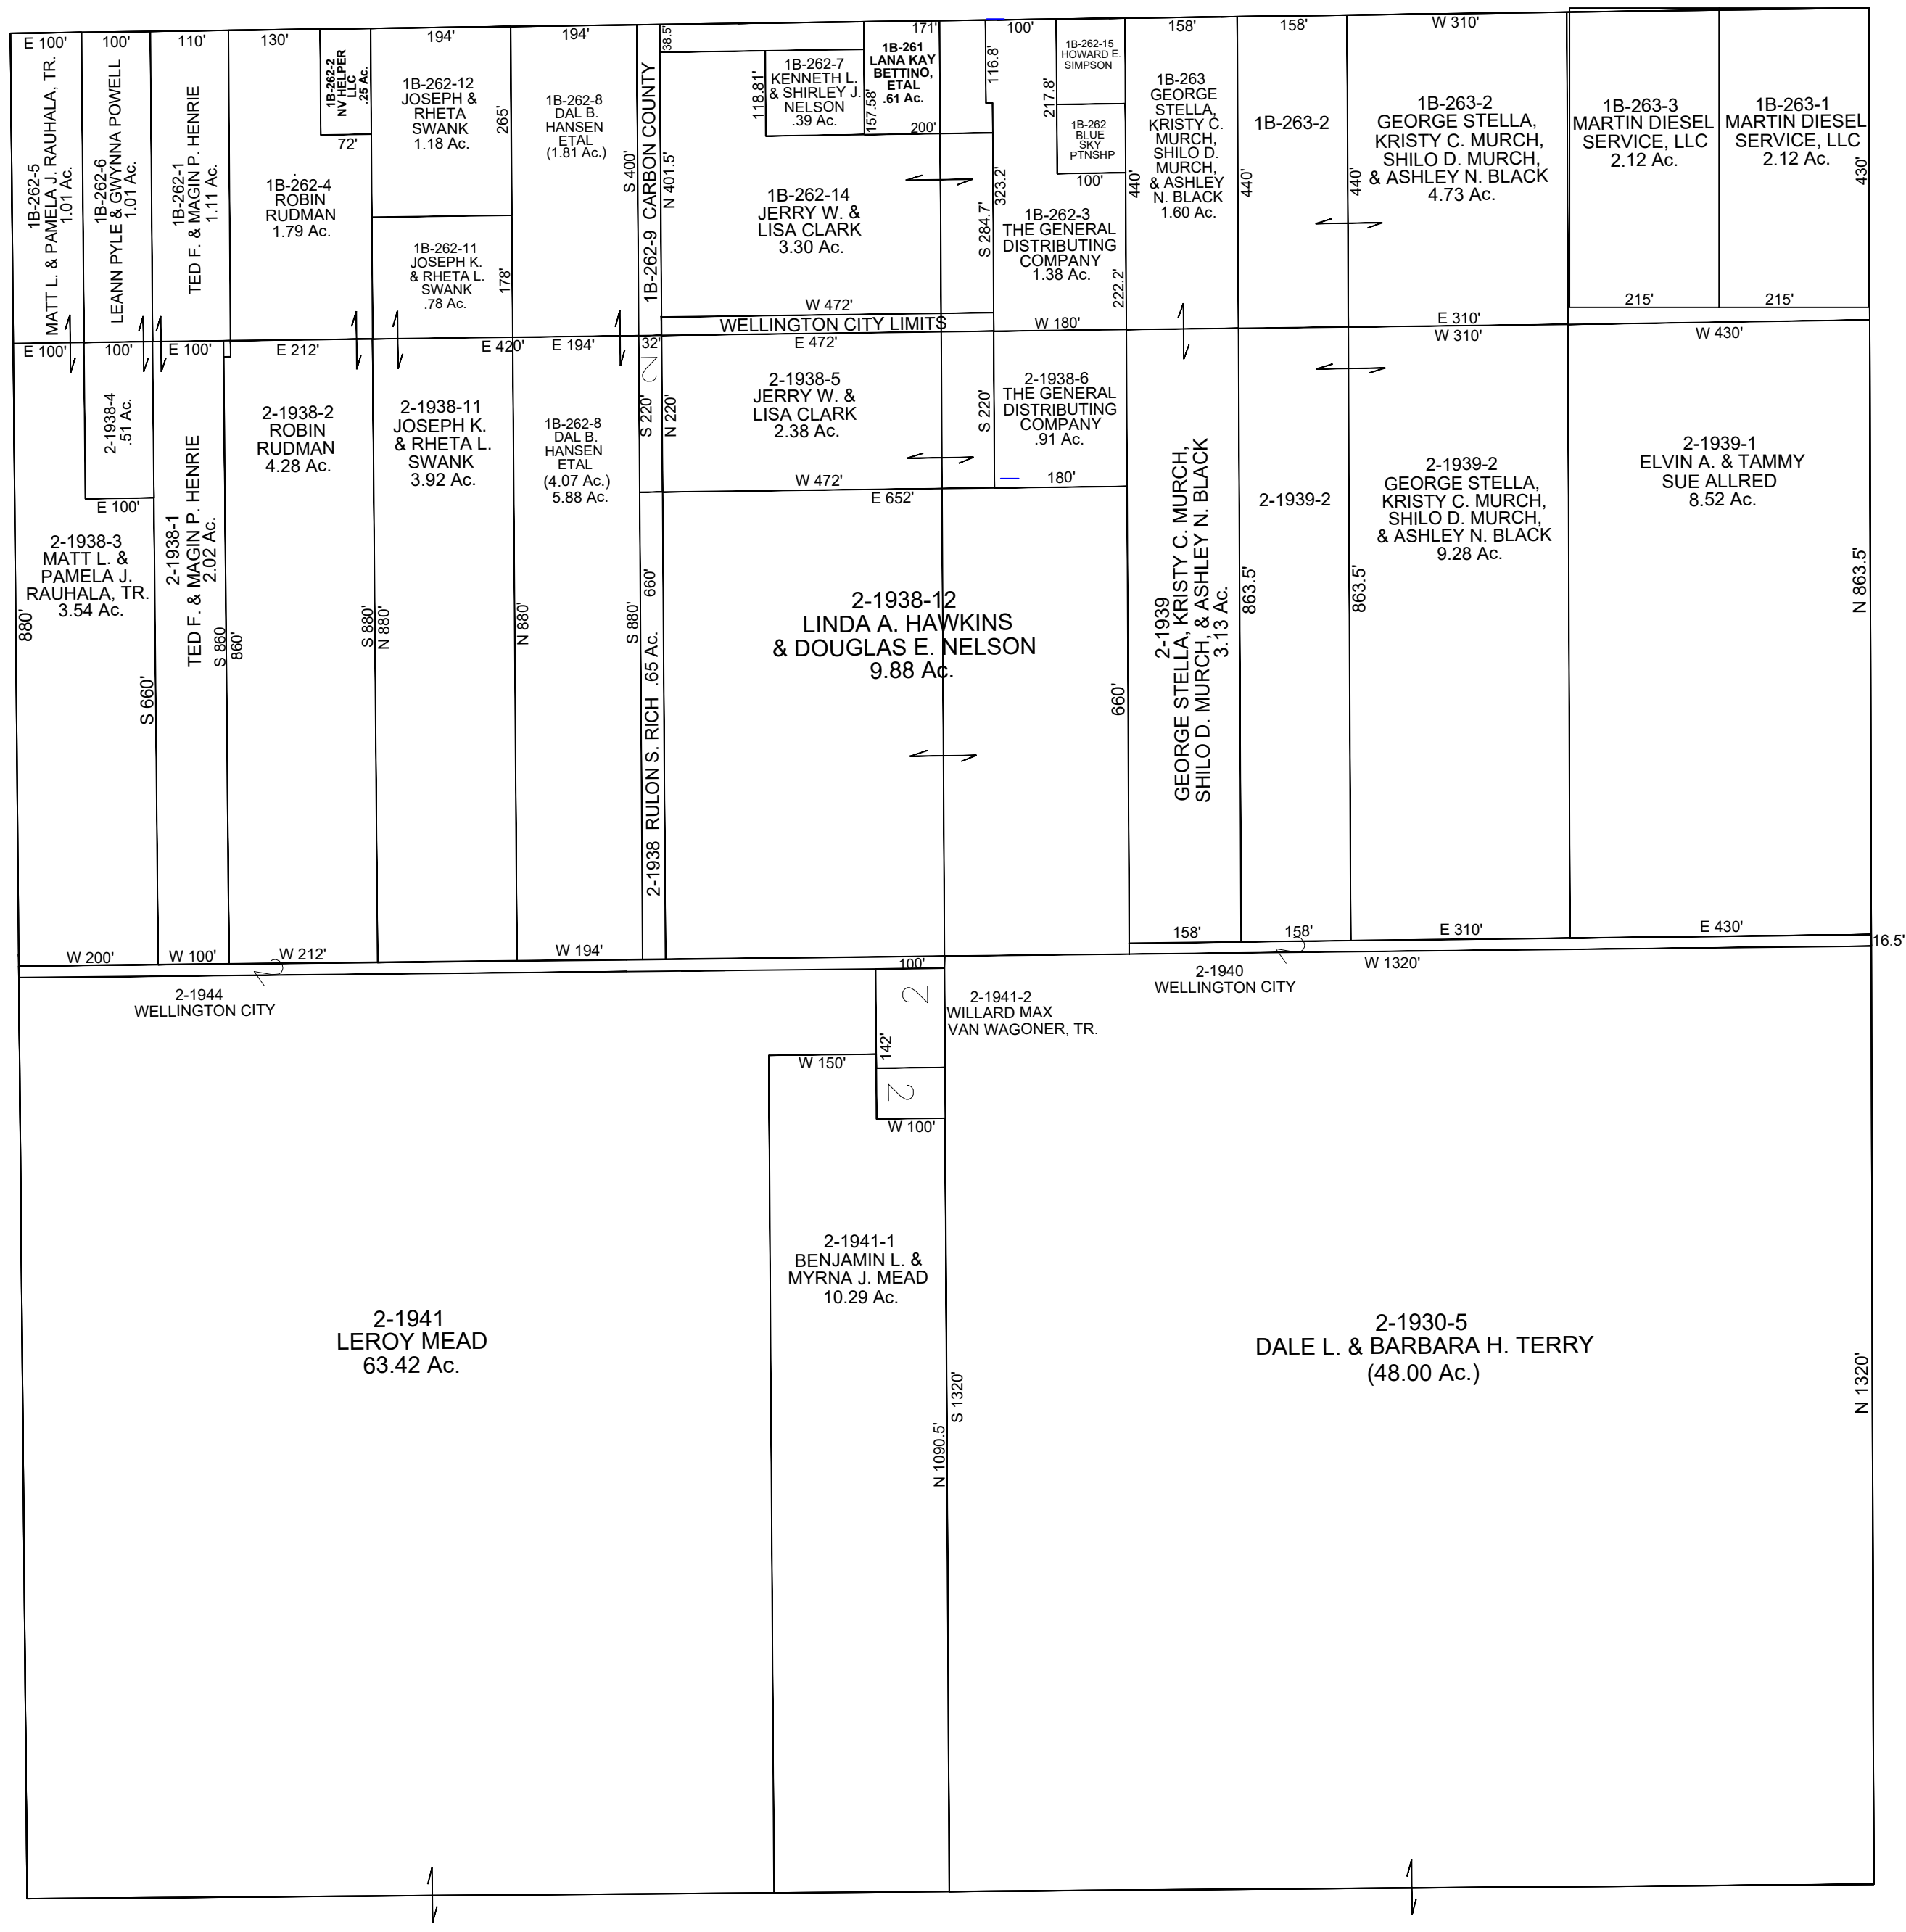 E 100'
100'
110'
130'
194'
194'
171'
100'
158'
158'
W 310'
1B-262-5
MATT L. & PAMELA J. RAUHALA, TR.
1.01 Ac.
1B-262-6
LEANN PYLE & GWYNNA POWELL
1.01 Ac.
1B-262-1
TED F. & MAGIN P. HENRIE
1.11 Ac.
1B-262-2
NV HELPER
LLC
.25 Ac.
72'
1B-262-4
ROBIN
RUDMAN
1.79 Ac.
1B-262-12
JOSEPH &
RHETA
SWANK
1.18 Ac.
265'
1B-262-11
JOSEPH K.
& RHETA L.
SWANK
.78 Ac.
178'
1B-262-8
DAL B.
HANSEN
ETAL
(1.81 Ac.)
S 400'
1B-262-9 CARBON COUNTY
N 401.5'
38.5'
118.81'
1B-262-7
KENNETH L.
& SHIRLEY J.
NELSON
.39 Ac.
157.58'
1B-261
LANA KAY
BETTINO,
ETAL
.61 Ac.
200'
1B-262-14
JERRY W. &
LISA CLARK
3.30 Ac.
W 472'
116.8'
S 284.7'
323.2'
217.8'
1B-262-15
HOWARD E.
SIMPSON
1B-262
BLUE
SKY
PTNSHP
100'
1B-262-3
THE GENERAL
DISTRIBUTING
COMPANY
1.38 Ac.
222.2'
440'
1B-263
GEORGE
STELLA,
KRISTY C.
MURCH,
SHILO D.
MURCH,
& ASHLEY
N. BLACK
1.60 Ac.
440'
1B-263-2
440'
1B-263-2
GEORGE STELLA,
KRISTY C. MURCH,
SHILO D. MURCH,
& ASHLEY N. BLACK
4.73 Ac.
E 310'
1B-263-3
MARTIN DIESEL
SERVICE, LLC
2.12 Ac.
215'
1B-263-1
MARTIN DIESEL
SERVICE, LLC
2.12 Ac.
430'
215'
WELLINGTON CITY LIMITS
W 180'
W 310'
W 430'
E 100'
100'
E 100'
E 212'
E 420'
E 194'
32'
E 472'
2
2-1938-4
.51 Ac.
E 100'
2-1938-3
MATT L. &
PAMELA J.
RAUHALA, TR.
3.54 Ac.
880'
S 660'
2-1938-1
TED F. & MAGIN P. HENRIE
2.02 Ac.
S 860
860'
2-1938-2
ROBIN
RUDMAN
4.28 Ac.
S 880'
N 880'
2-1938-11
JOSEPH K.
& RHETA L.
SWANK
3.92 Ac.
N 880'
1B-262-8
DAL B.
HANSEN
ETAL
(4.07 Ac.)
5.88 Ac.
S 880'
S 220'
N 220'
660'
2-1938 RULON S. RICH .65 Ac.
2-1938-5
JERRY W. &
LISA CLARK
2.38 Ac.
W 472'
S 220'
2-1938-6
THE GENERAL
DISTRIBUTING
COMPANY
.91 Ac.
180'
E 652'
2-1938-12
LINDA A. HAWKINS
& DOUGLAS E. NELSON
9.88 Ac.
660'
2-1939
GEORGE STELLA, KRISTY C. MURCH,
SHILO D. MURCH, & ASHLEY N. BLACK
3.13 Ac.
863.5'
2-1939-2
863.5'
2-1939-2
GEORGE STELLA,
KRISTY C. MURCH,
SHILO D. MURCH,
& ASHLEY N. BLACK
9.28 Ac.
2-1939-1
ELVIN A. & TAMMY
SUE ALLRED
8.52 Ac.
N 863.5'
W 200'
W 100'
W 212'
W 194'
158'
158'
E 310'
E 430'
16.5'
100'
W 1320'
2-1944
WELLINGTON CITY
2-1940
WELLINGTON CITY
2
2-1941-2
WILLARD MAX
VAN WAGONER, TR.
142'
W 150'
2
W 100'
2-1941-1
BENJAMIN L. &
MYRNA J. MEAD
10.29 Ac.
2-1941
LEROY MEAD
63.42 Ac.
N 1090.5'
S 1320'
2-1930-5
DALE L. & BARBARA H. TERRY
(48.00 Ac.)
N 1320'